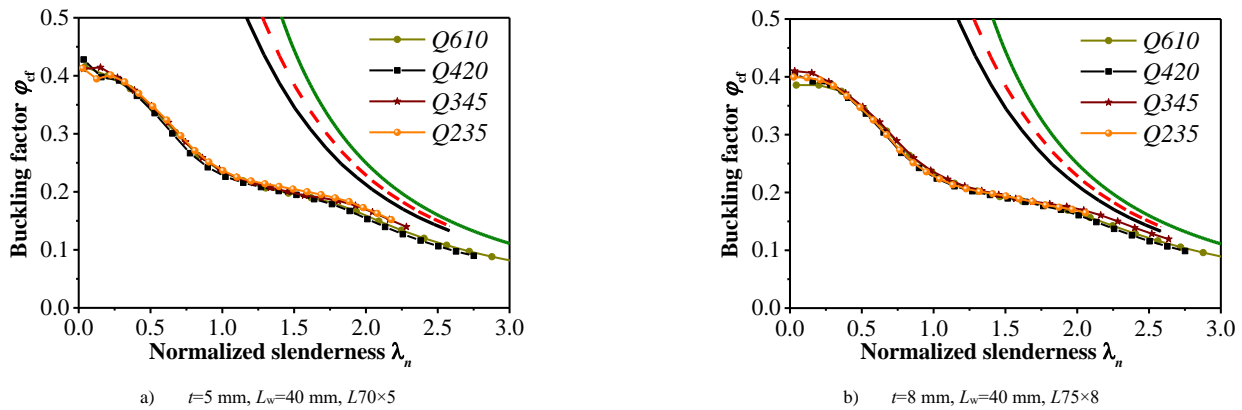 0.5
0.4
0.3
0.2
0.1
0.0
Buckling factor φcf
Q610
Q420
Q345
Q235
0.0 0.5 1.0 1.5 2.0 2.5 3.0
Normalized slenderness λn
a) t=5 mm, Lw=40 mm, L70×5
0.5
0.4
0.3
0.2
0.1
0.0
Buckling factor φcf
Q610
Q420
Q345
Q235
0.0 0.5 1.0 1.5 2.0 2.5 3.0
Normalized slenderness λn
b) t=8 mm, Lw=40 mm, L75×8